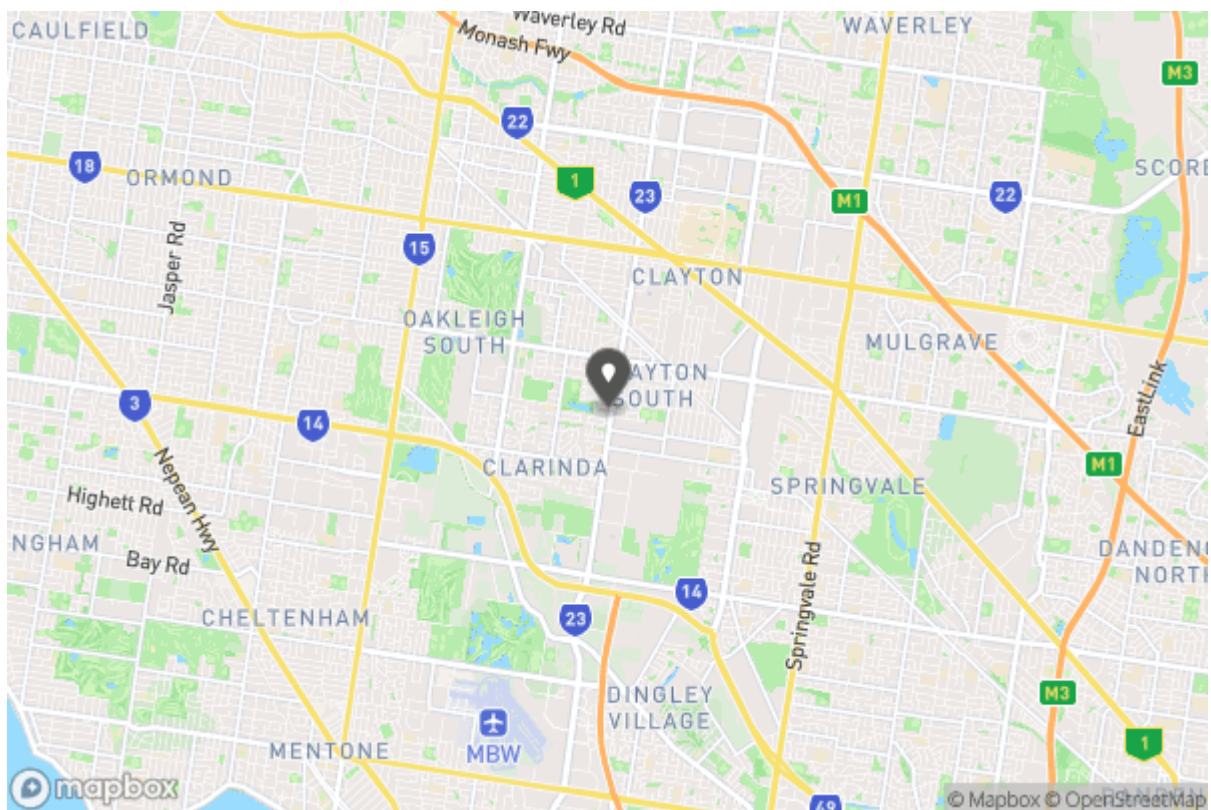 Waverley Rd
CAULFIELD
WAVERLEY
Monash Fwy
M3
22
18
ORMOND
1
23
22
M1
Jasper Rd
15
CLAYTON
OAKLEIGH
SOUTH
MULGRAVE
AYTON
SOUTH
3
14
EastLink
CLARINDA
M1
SPRINGVALE
Highett Rd
Nepean Hwy
NGHAM
Bay Rd
DANDENO
NORTH
14
23
CHELTENHAM
Springvale Rd
DINGLEY
VILLAGE
M3
MENTONE
MBW
1
mapbox
© Mapbox © OpenStreetMap